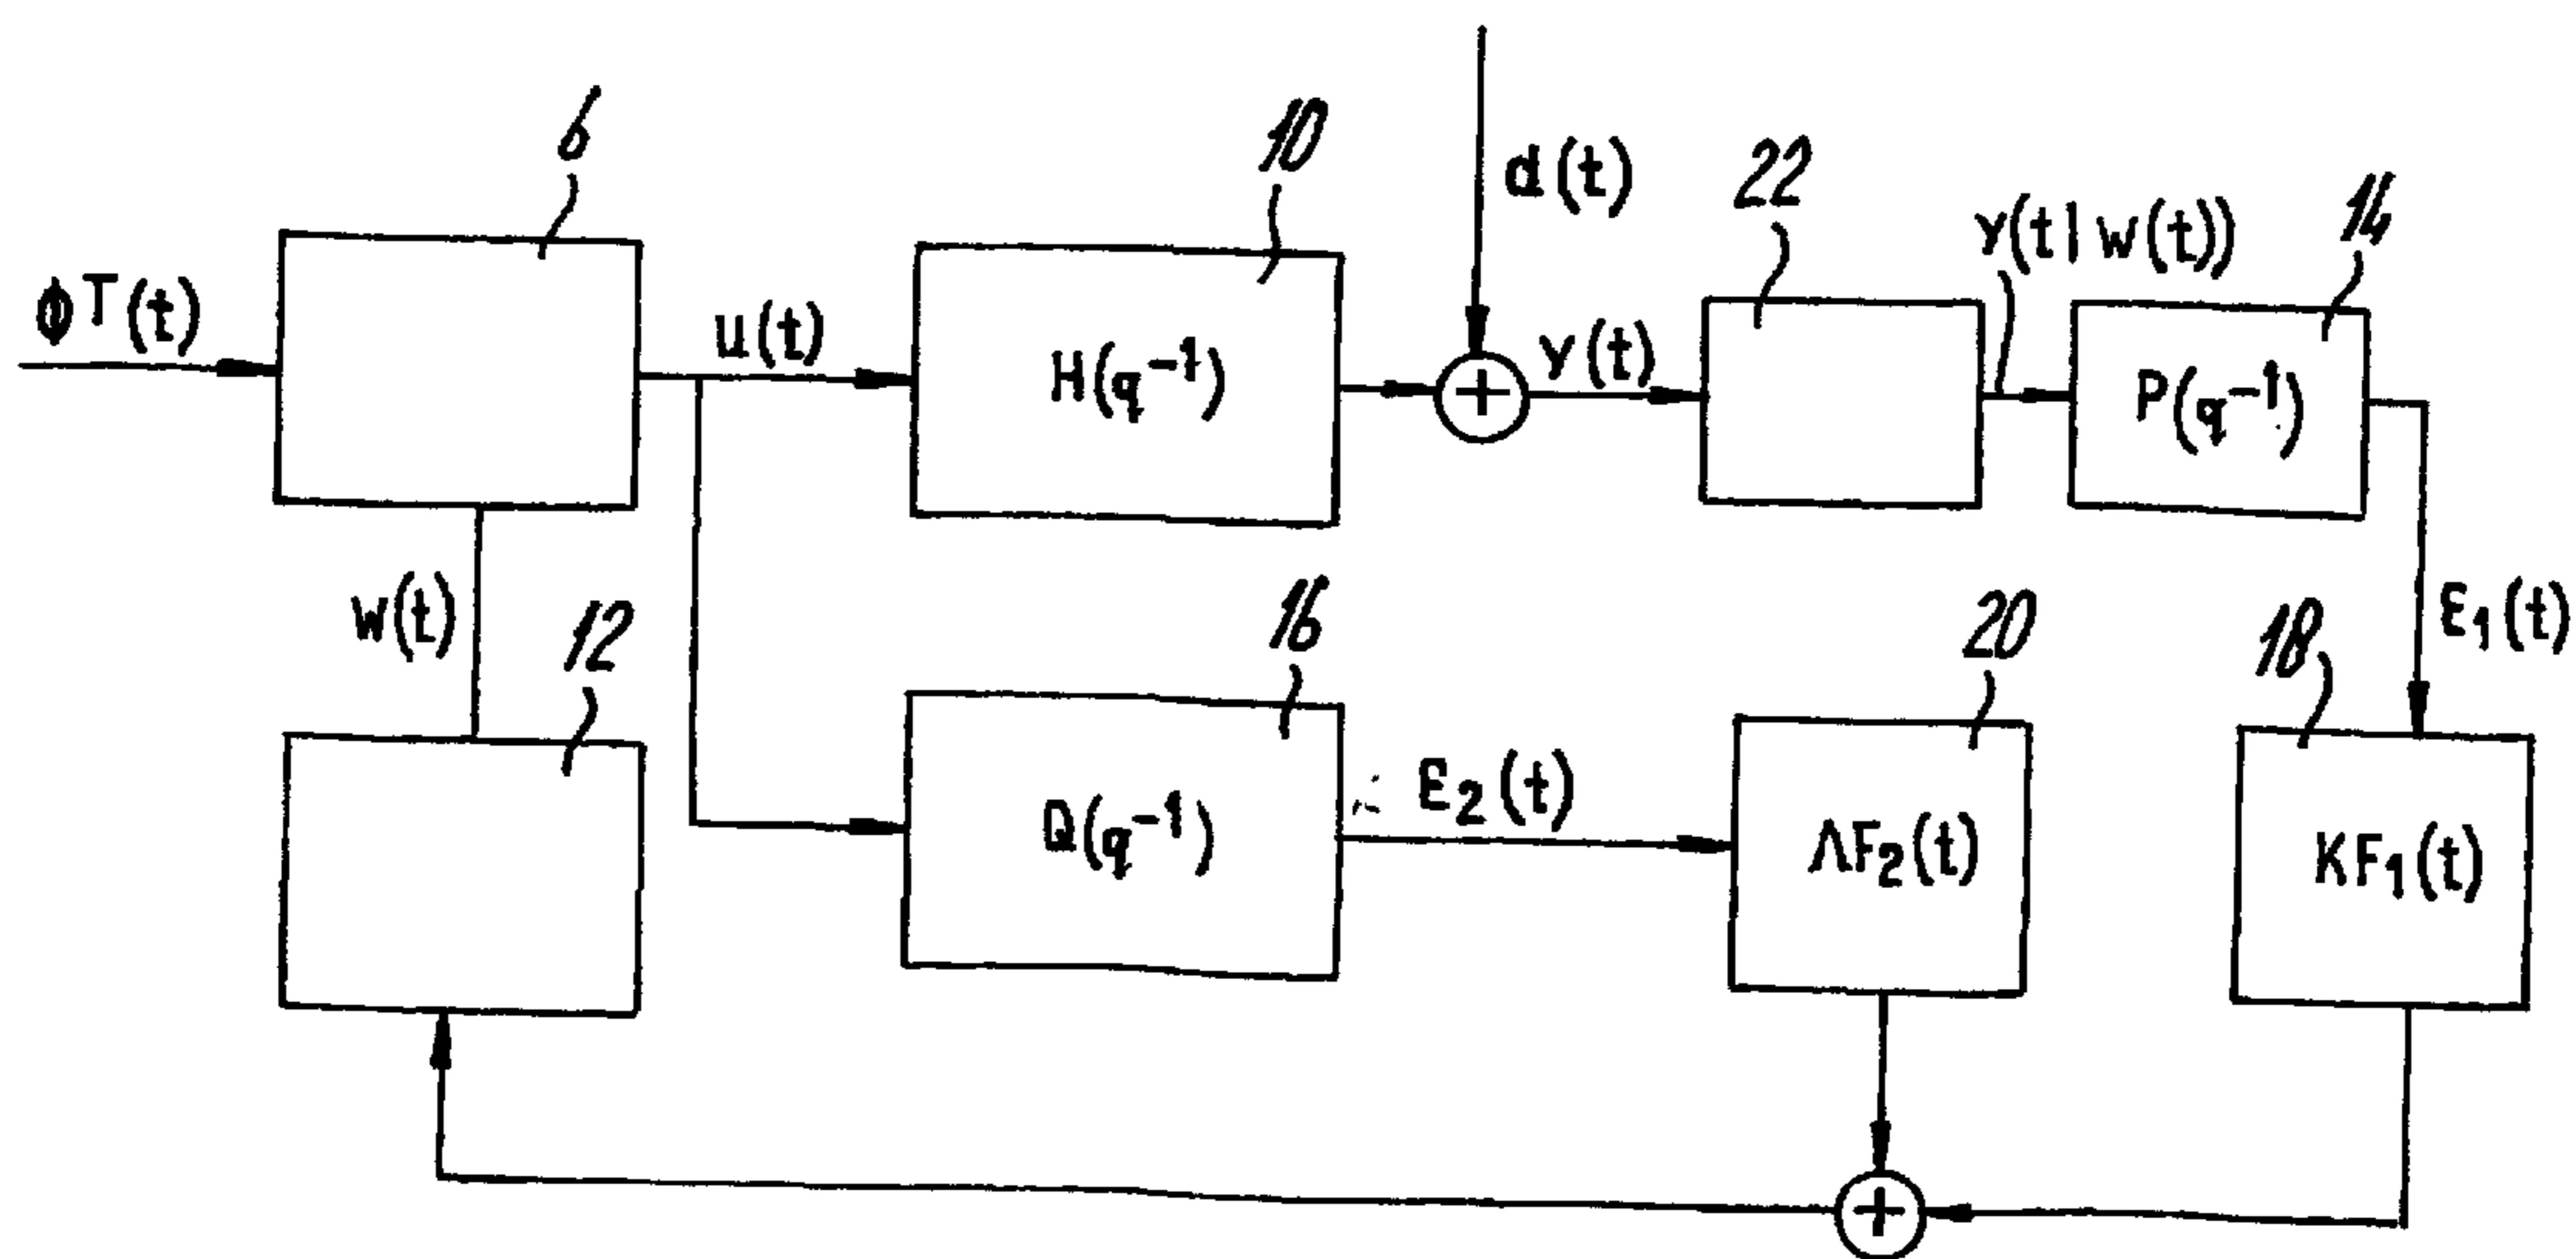 6
10
d(t)
22
y(t|w(t))
14
ϕT(t)
u(t)
H(q⁻¹)
+
y(t)
P(q⁻¹)
w(t)
12
16
20
18
ε₁(t)
Q(q⁻¹)
ε₂(t)
ΛF₂(t)
KF₁(t)
+